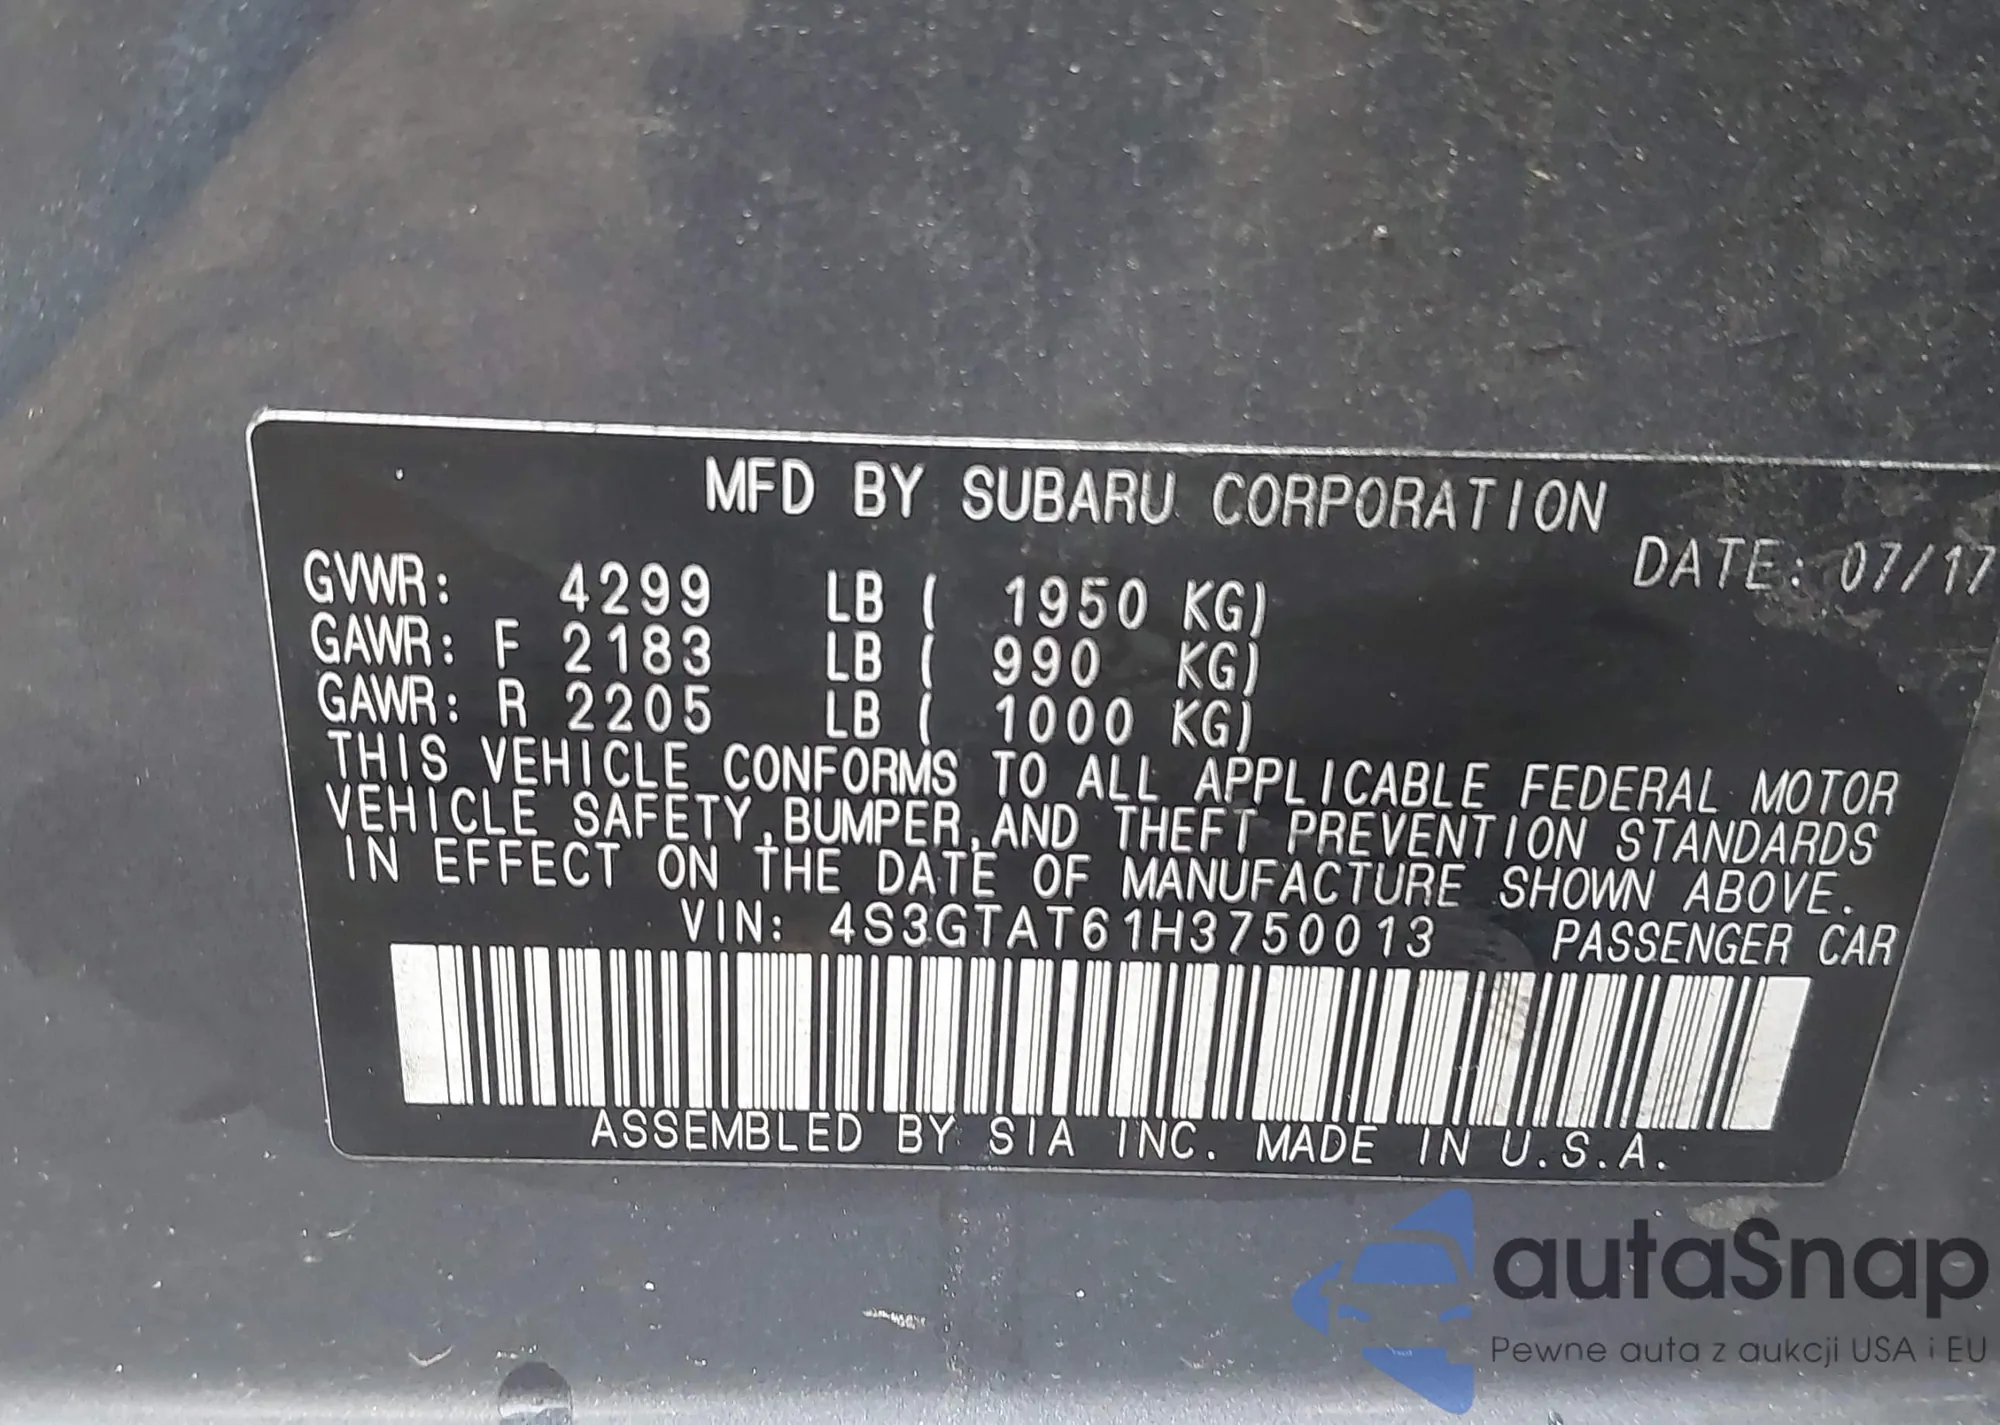 MFD BY SUBARU CORPORATION
DATE: 07/17
GVWR: 4299 LB ( 1950 KG)
GAWR: F 2183 LB ( 990 KG)
GAWR: R 2205 LB ( 1000 KG)
THIS VEHICLE CONFORMS TO ALL APPLICABLE FEDERAL MOTOR
VEHICLE SAFETY,BUMPER,AND THEFT PREVENTION STANDARDS
IN EFFECT ON THE DATE OF MANUFACTURE SHOWN ABOVE.
VIN: 4S3GTAT61H3750013 PASSENGER CAR
ASSEMBLED BY SIA INC. MADE IN U.S.A.
autaSnap
Pewne auta z aukcji USA i EU